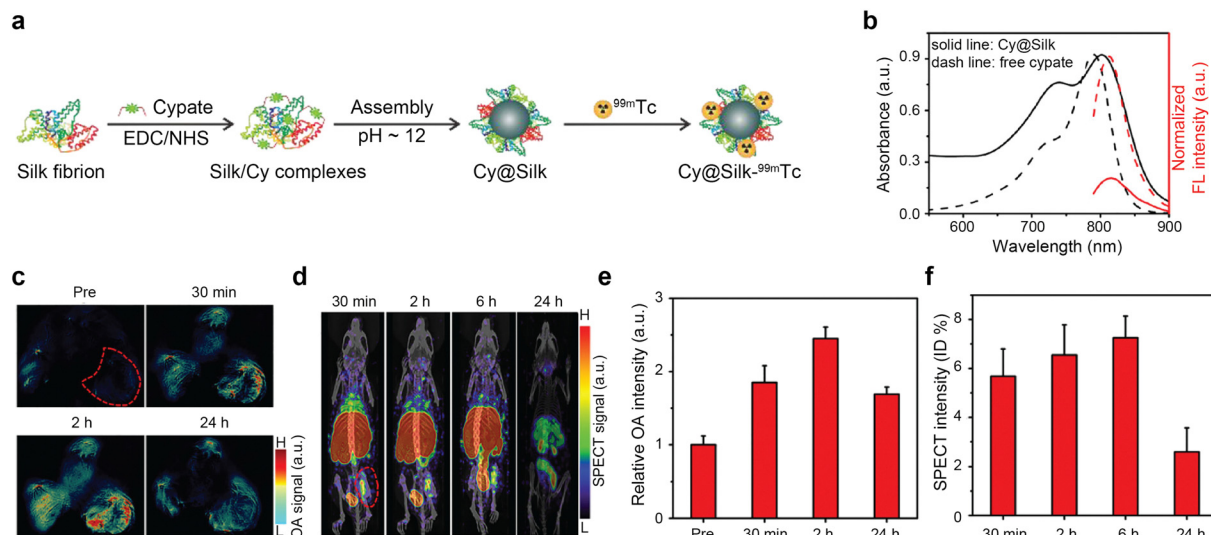 a
Silk fibrion
Cypate
EDC/NHS
Silk/Cy complexes
Assembly
pH ~ 12
Cy@Silk
99mTc
Cy@Silk-99mTc
b
solid line: Cy@Silk
dash line: free cypate
Absorbance (a.u.)
0.9
0.6
0.3
0.0
600 700 800 900
Wavelength (nm)
Normalized
FL intensity (a.u.)
c
Pre
30 min
2 h
24 h
H
L
OA signal (a.u.)
d
30 min 2 h 6 h 24 h
H
L
SPECT signal (a.u.)
e
Relative OA intensity (a.u.)
3
2
1
0
Pre 30 min 2 h 24 h
f
SPECT intensity (ID %)
8
6
4
2
0
30 min 2 h 6 h 24 h